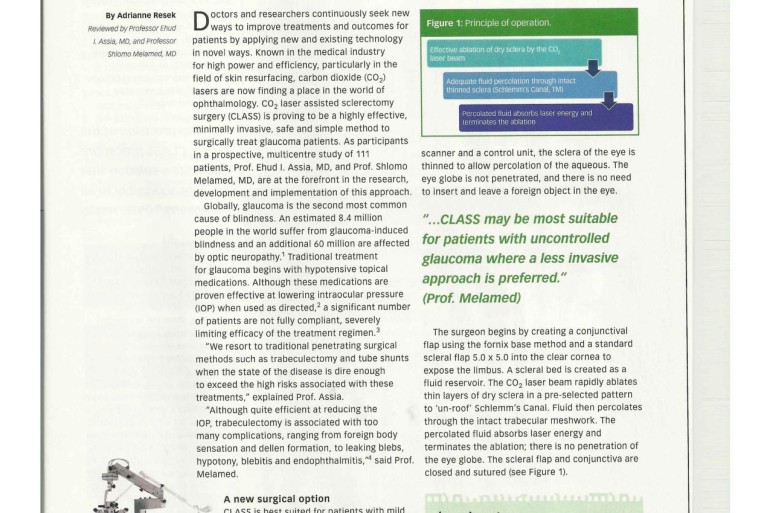 By Adrianne Resek
Reviewed by Professor Ehud
I. Assia, MD, and Professor
Shlomo Melamed, MD
Doctors and researchers continuously seek new
ways to improve treatments and outcomes for
patients by applying new and existing technology
in novel ways. Known in the medical industry
for high power and efficiency, particularly in the
field of skin resurfacing, carbon dioxide (CO₂)
lasers are now finding a place in the world of
ophthalmology. CO₂ laser assisted sclerectomy
surgery (CLASS) is proving to be a highly effective,
minimally invasive, safe and simple method to
surgically treat glaucoma patients. As participants
in a prospective, multicentre study of 111
patients, Prof. Ehud I. Assia, MD, and Prof. Shlomo
Melamed, MD, are at the forefront in the research,
development and implementation of this approach.
Globally, glaucoma is the second most common
cause of blindness. An estimated 8.4 million
people in the world suffer from glaucoma-induced
blindness and an additional 60 million are affected
by optic neuropathy.¹ Traditional treatment
for glaucoma begins with hypotensive topical
medications. Although these medications are
proven effective at lowering intraocular pressure
(IOP) when used as directed,² a significant number
of patients are not fully compliant, severely
limiting efficacy of the treatment regimen.³
"We resort to traditional penetrating surgical
methods such as trabeculectomy and tube shunts
when the state of the disease is dire enough
to exceed the high risks associated with these
treatments," explained Prof. Assia.
"Although quite efficient at reducing the
IOP, trabeculectomy is associated with too
many complications, ranging from foreign body
sensation and dellen formation, to leaking blebs,
hypotony, blebitis and endophthalmitis,"⁴ said Prof.
Melamed.
A new surgical option
CLASS is best suited for patients with mild
Figure 1: Principle of operation.
Effective ablation of dry sclera by the CO₂
laser beam
Adequate fluid percolation through intact
thinned sclera (Schlemm's Canal, TM)
Percolated fluid absorbs laser energy and
terminates the ablation
scanner and a control unit, the sclera of the eye is
thinned to allow percolation of the aqueous. The
eye globe is not penetrated, and there is no need
to insert and leave a foreign object in the eye.
"...CLASS may be most suitable
for patients with uncontrolled
glaucoma where a less invasive
approach is preferred."
(Prof. Melamed)
The surgeon begins by creating a conjunctival
flap using the fornix base method and a standard
scleral flap 5.0 x 5.0 into the clear cornea to
expose the limbus. A scleral bed is created as a
fluid reservoir. The CO₂ laser beam rapidly ablates
thin layers of dry sclera in a pre-selected pattern
to 'un-roof' Schlemm's Canal. Fluid then percolates
through the intact trabecular meshwork. The
percolated fluid absorbs laser energy and
terminates the ablation; there is no penetration of
the eye globe. The scleral flap and conjunctiva are
closed and sutured (see Figure 1).